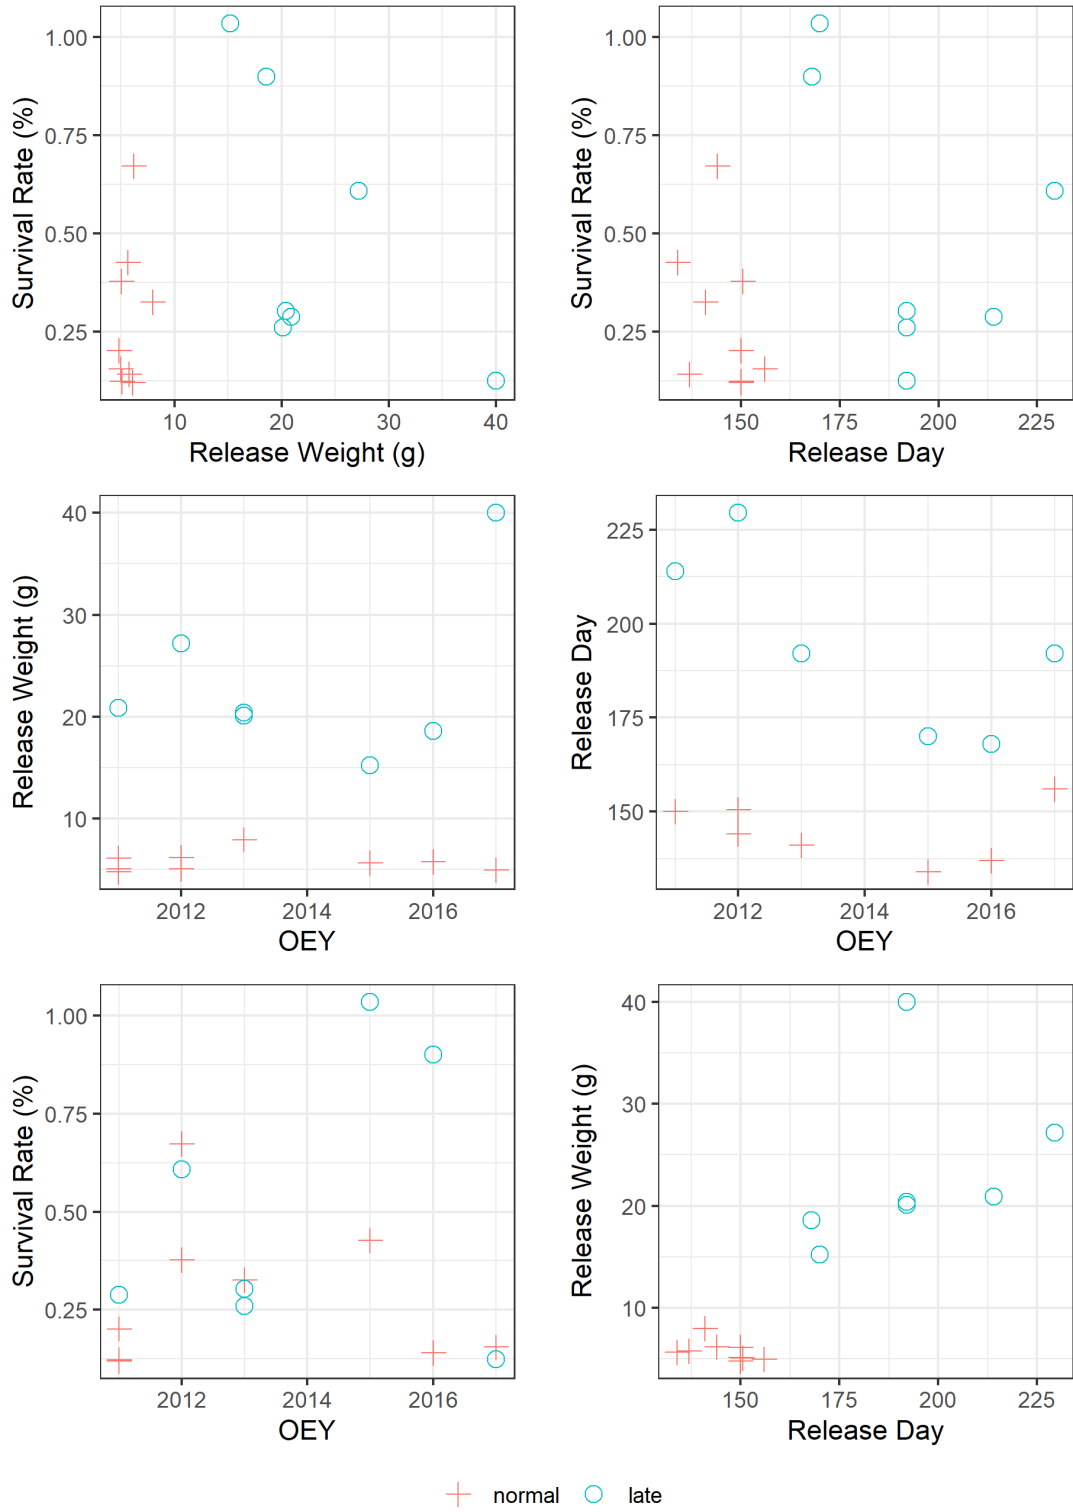 Survival Rate (%)
1.00
0.75
0.50
0.25
10 20 30 40
Release Weight (g)
Survival Rate (%)
1.00
0.75
0.50
0.25
150 175 200 225
Release Day
Release Weight (g)
40
30
20
10
2012 2014 2016
OEY
Release Day
225
200
175
150
2012 2014 2016
OEY
Survival Rate (%)
1.00
0.75
0.50
0.25
2012 2014 2016
OEY
Release Weight (g)
40
30
20
10
150 175 200 225
Release Day
normal late